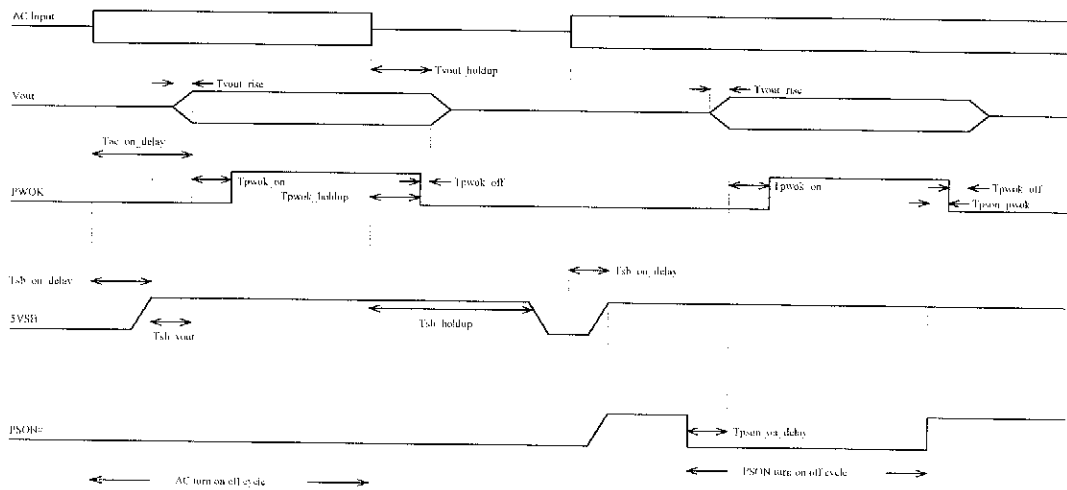 AC Input
Tvout_holdup
Vout
Tvout_rise
Tvout_rise
Tac_on_delay
PWOK
Tpwok_on
Tpwok_holdup
Tpwok_off
Tpwok_on
Tpwok_off
Tpson_pwok
Tsb_on_delay
Tsb_on_delay
5VSB
Tsb_vout
Tsb_holdup
PSON#
Tpson_on_delay
AC turn on off cycle
PSON turn on off cycle